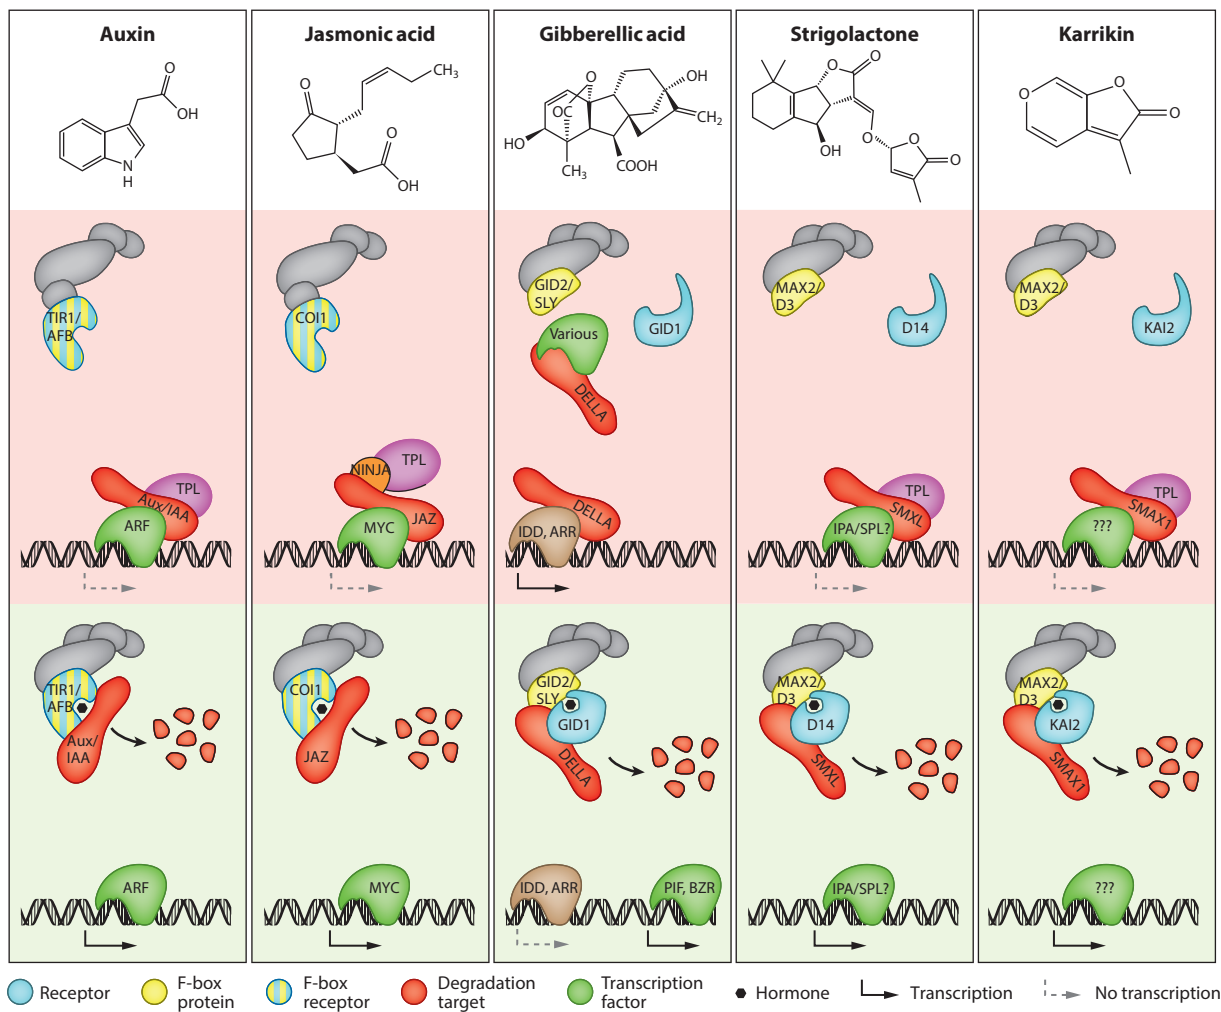 Auxin
O
OH
N
H
TIR1/
AFB
TPL
Aux/IAA
ARF
TIR1/
AFB
Aux/
IAA
ARF
Jasmonic acid
O
CH3
O
OH
COI1
NINJA
TPL
JAZ
MYC
COI1
JAZ
MYC
Gibberellic acid
O
OH
OC
CH2
HO
CH3
COOH
GID2/
SLY
GID1
Various
DELLA
DELLA
IDD, ARR
GID2/
SLY
GID1
DELLA
IDD, ARR
PIF, BZR
Strigolactone
O
O
OH
O
O
O
MAX2/
D3
D14
TPL
SMXL
IPA/SPL?
MAX2/
D3
D14
SMXL
IPA/SPL?
Karrikin
O
O
O
MAX2/
D3
KAI2
TPL
SMAX1
???
MAX2/
D3
KAI2
SMAX1
???
Receptor
F-box
protein
F-box
receptor
Degradation
target
Transcription
factor
Hormone
Transcription
No transcription